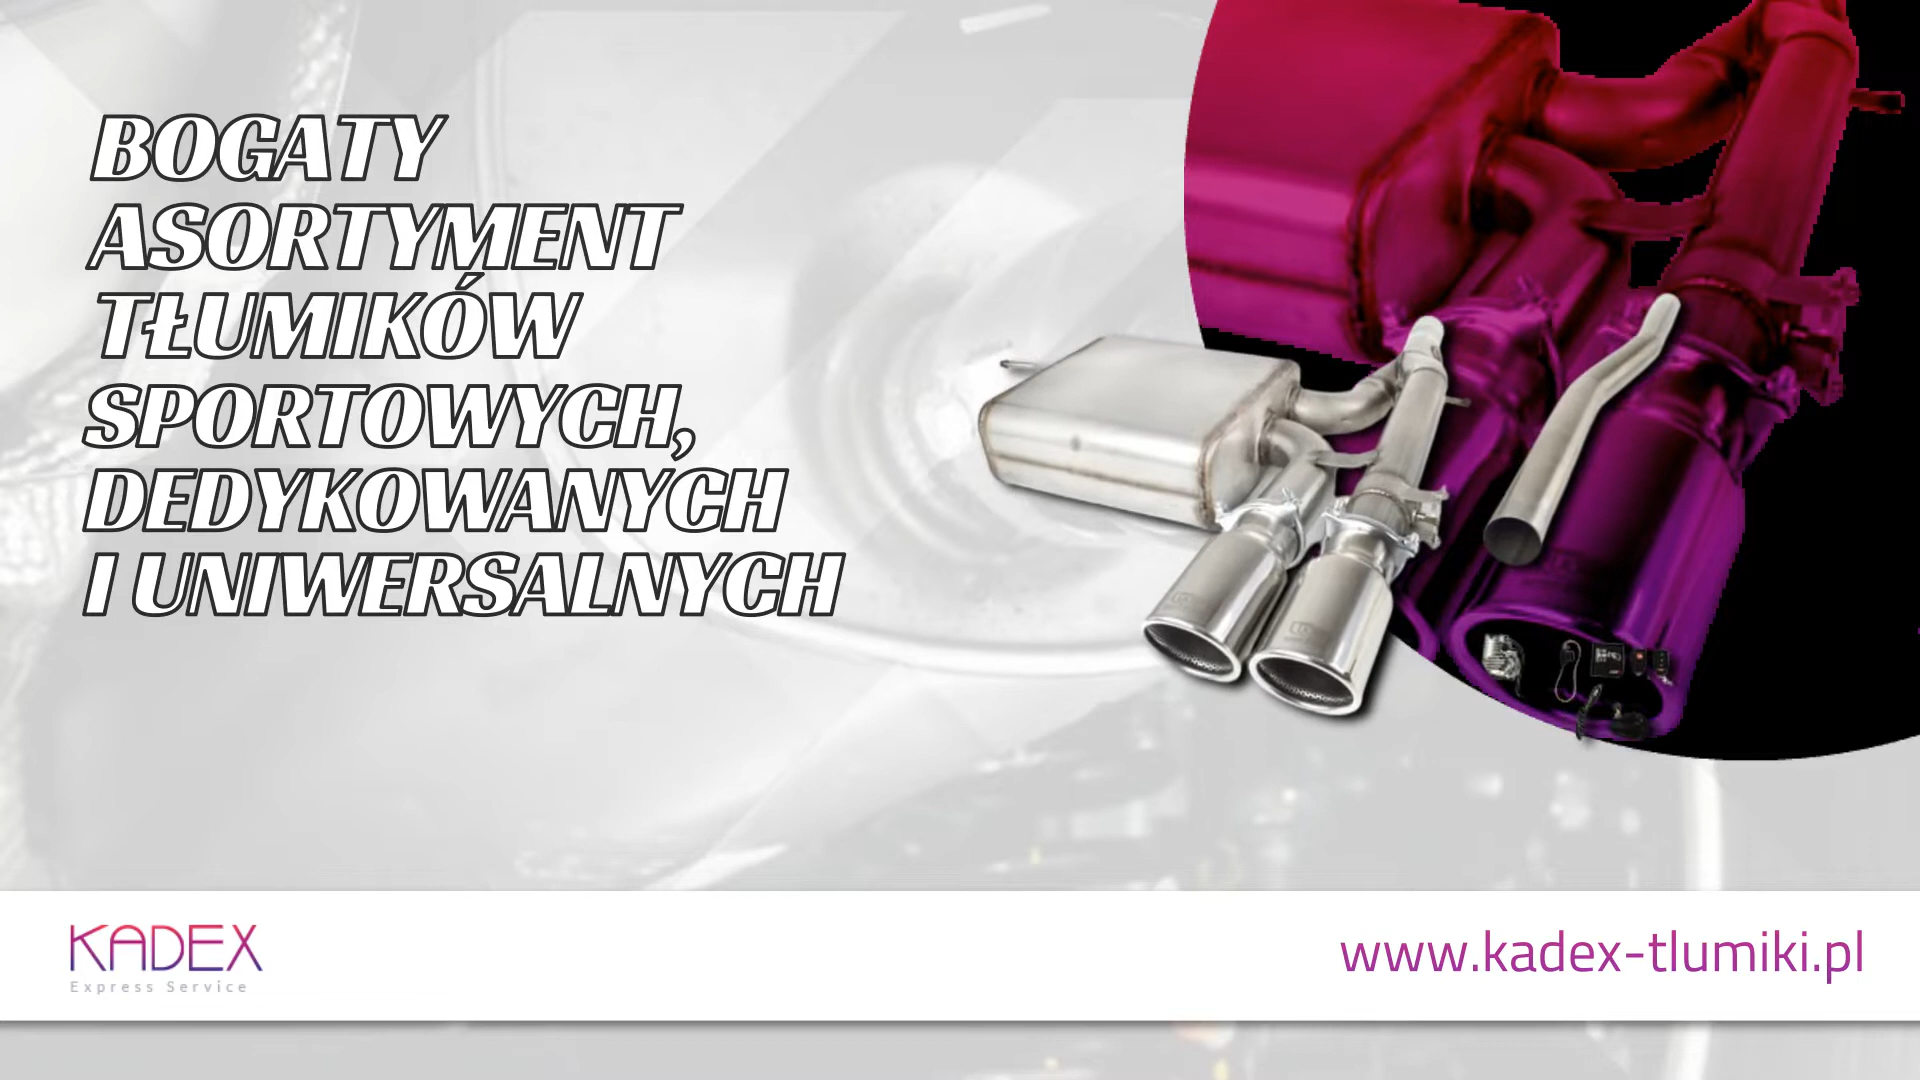 BOGATY
ASORTYMENT
TŁUMIKÓW
SPORTOWYCH,
DEDYKOWANYCH
I UNIWERSALNYCH
KADEX
Express Service
www.kadex-tlumiki.pl